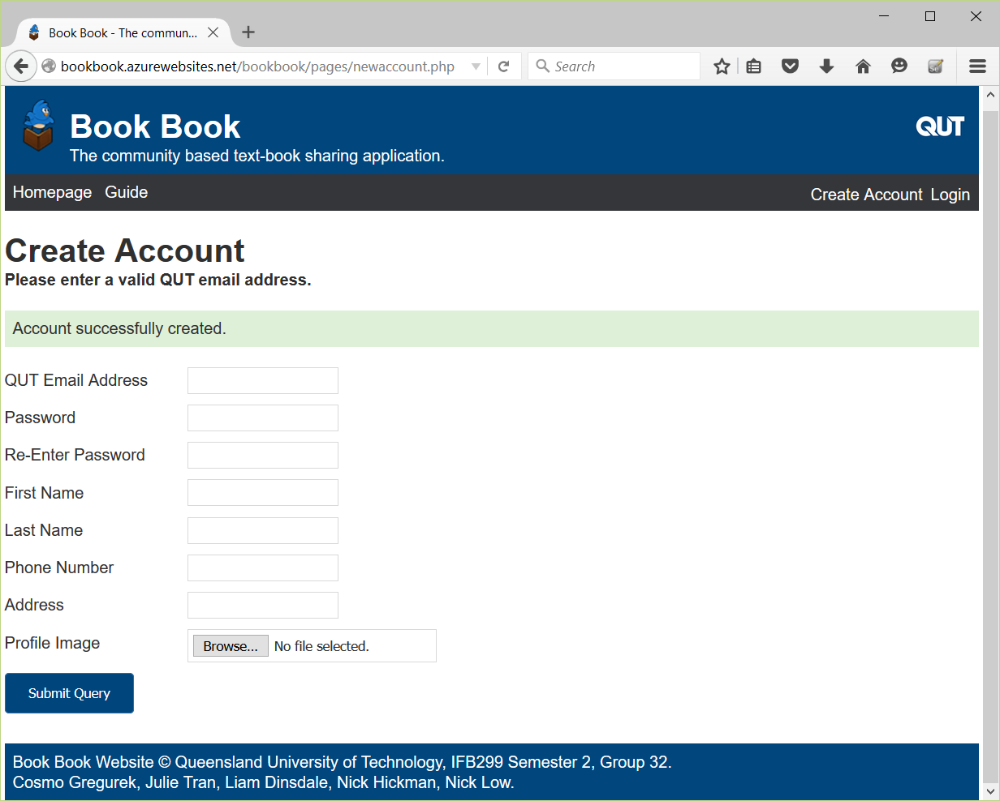 Book Book - The commun...
bookbook.azurewebsites.net/bookbook/pages/newaccount.php
Search
Book Book
The community based text-book sharing application.
QUT
Homepage Guide
Create Account Login
Create Account
Please enter a valid QUT email address.
Account successfully created.
QUT Email Address
Password
Re-Enter Password
First Name
Last Name
Phone Number
Address
Profile Image
Browse... No file selected.
Submit Query
Book Book Website © Queensland University of Technology, IFB299 Semester 2, Group 32.
Cosmo Gregurek, Julie Tran, Liam Dinsdale, Nick Hickman, Nick Low.